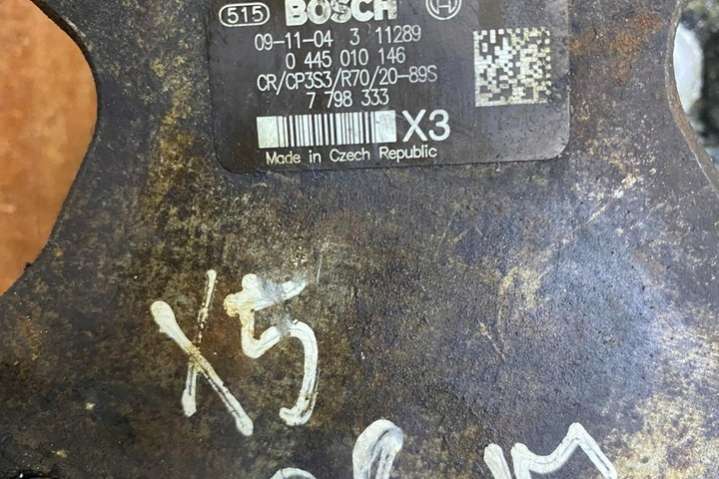 515 BOSCH
09-11-04 3 11289
0 445 010 146
CR/CP3S3/R70/20-89S
7 798 333
X3
Made in Czech Republic
X5